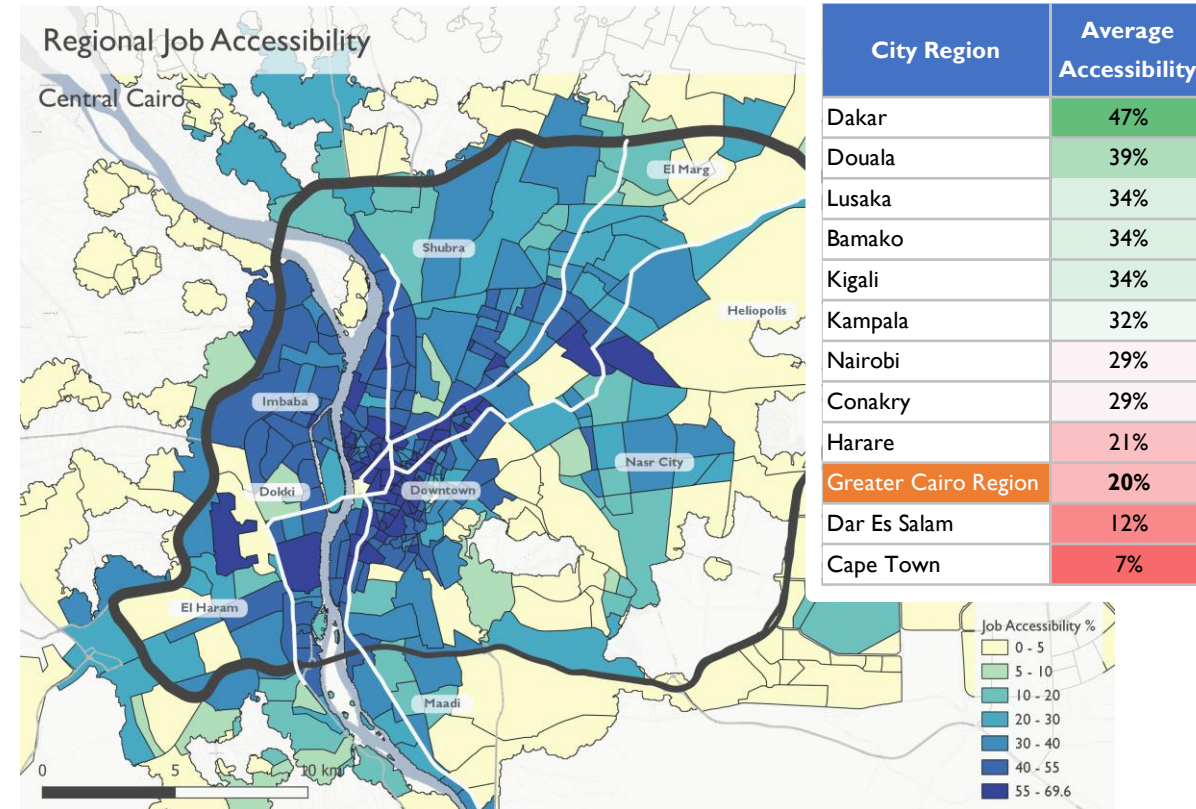 Regional Job Accessibility
Central Cairo
El Marg
Shubra
Heliopolis
Imbaba
Nasr City
Dokki
Downtown
El Haram
Maadi
0 5 10 km
City Region Average Accessibility
Dakar 47%
Douala 39%
Lusaka 34%
Bamako 34%
Kigali 34%
Kampala 32%
Nairobi 29%
Conakry 29%
Harare 21%
Greater Cairo Region 20%
Dar Es Salam 12%
Cape Town 7%
Job Accessibility %
0 - 5
5 - 10
10 - 20
20 - 30
30 - 40
40 - 55
55 - 69.6